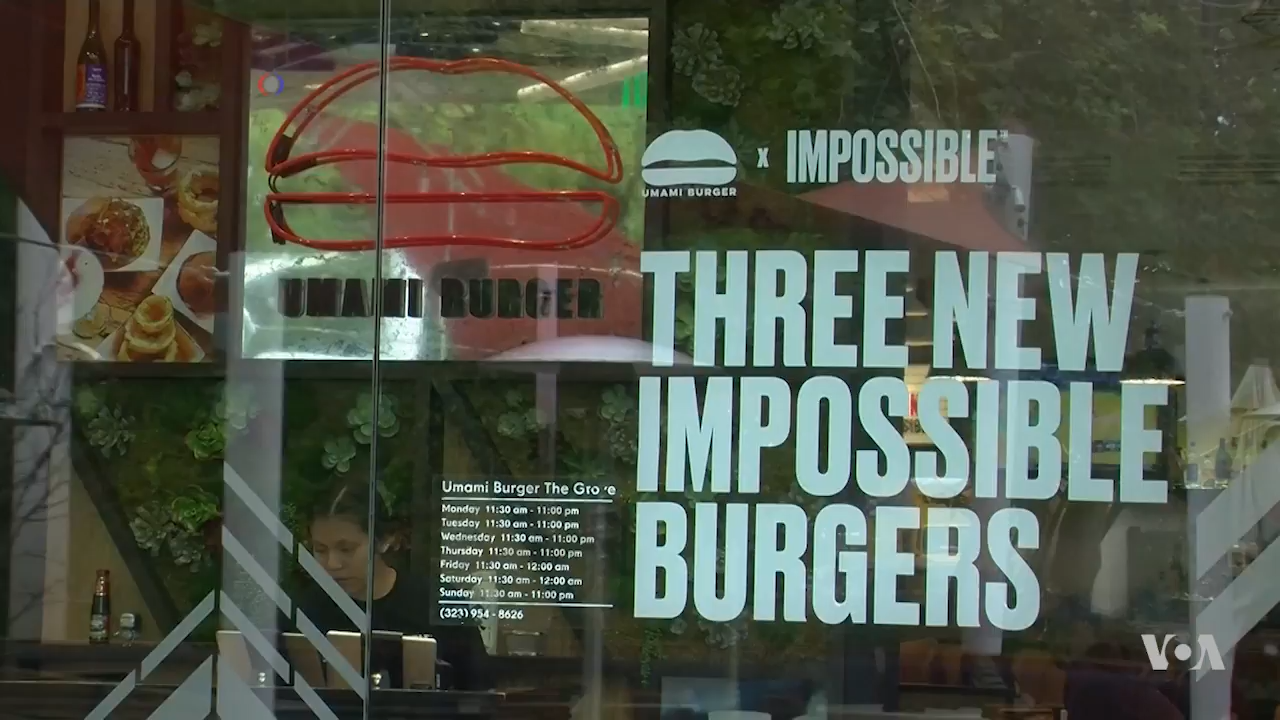 UMAMI BURGER
UMAMI BURGER
X
IMPOSSIBLE™
THREE NEW
IMPOSSIBLE
BURGERS
Umami Burger The Grove
Monday 11:30 am - 11:00 pm
Tuesday 11:30 am - 11:00 pm
Wednesday 11:30 am - 11:00 pm
Thursday 11:30 am - 11:00 pm
Friday 11:30 am - 12:00 am
Saturday 11:30 am - 12:00 am
Sunday 11:30 am - 11:00 pm
(323) 954 - 8626
VOA